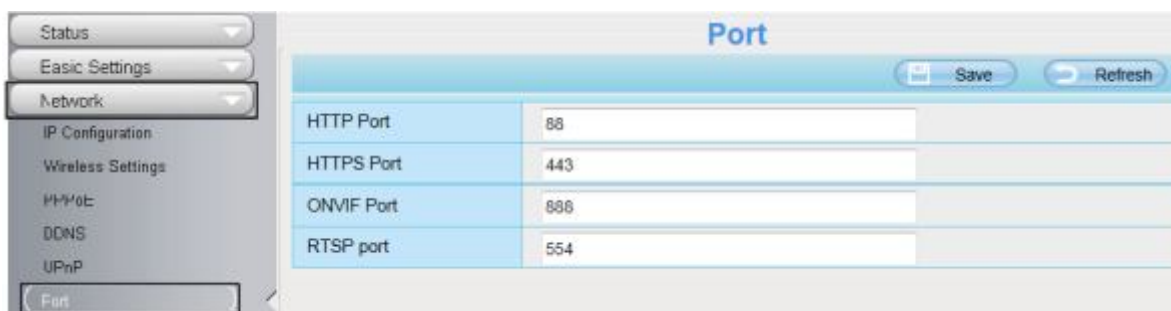 Status
Easic Settings
Network
IP Configuration
Wireless Settings
PPPoE
DDNS
UPnP
Port
Port
Save Refresh
HTTP Port 88
HTTPS Port 443
ONVIF Port 888
RTSP port 554